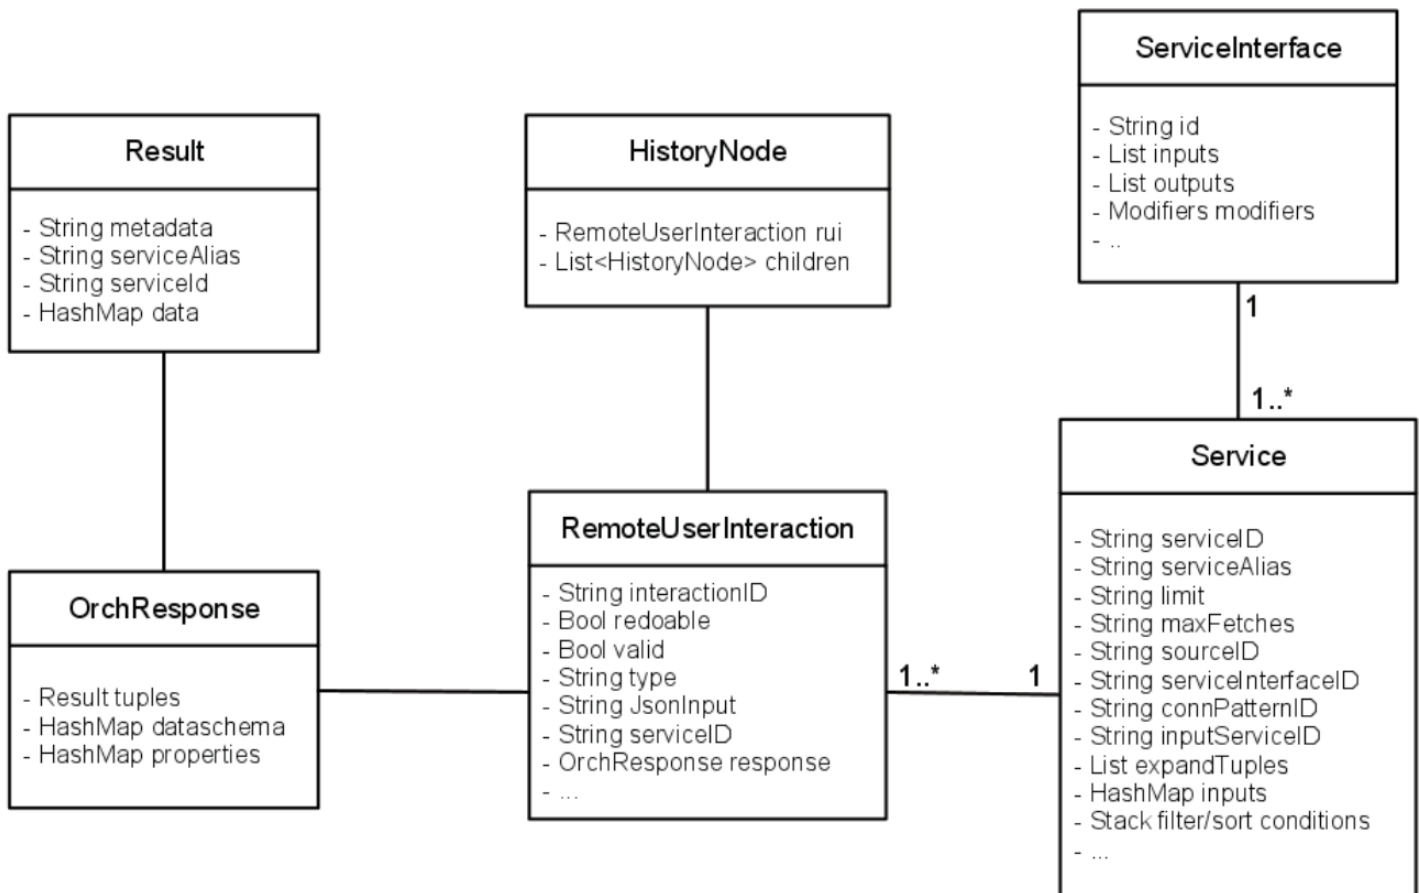 ServiceInterface
- String id
- List inputs
- List outputs
- Modifiers modifiers
- ..
Result
- String metadata
- String serviceAlias
- String serviceId
- HashMap data
HistoryNode
- RemoteUserInteraction rui
- List<HistoryNode> children
1
1..*
Service
- String serviceID
- String serviceAlias
- String limit
- String maxFetches
- String sourceID
- String serviceInterfaceID
- String connPatternID
- String inputServiceID
- List expandTuples
- HashMap inputs
- Stack filter/sort conditions
- ...
RemoteUserInteraction
- String interactionID
- Bool redoable
- Bool valid
- String type
- String JsonInput
- String serviceID
- OrchResponse response
- ...
1..*
1
OrchResponse
- Result tuples
- HashMap dataschema
- HashMap properties